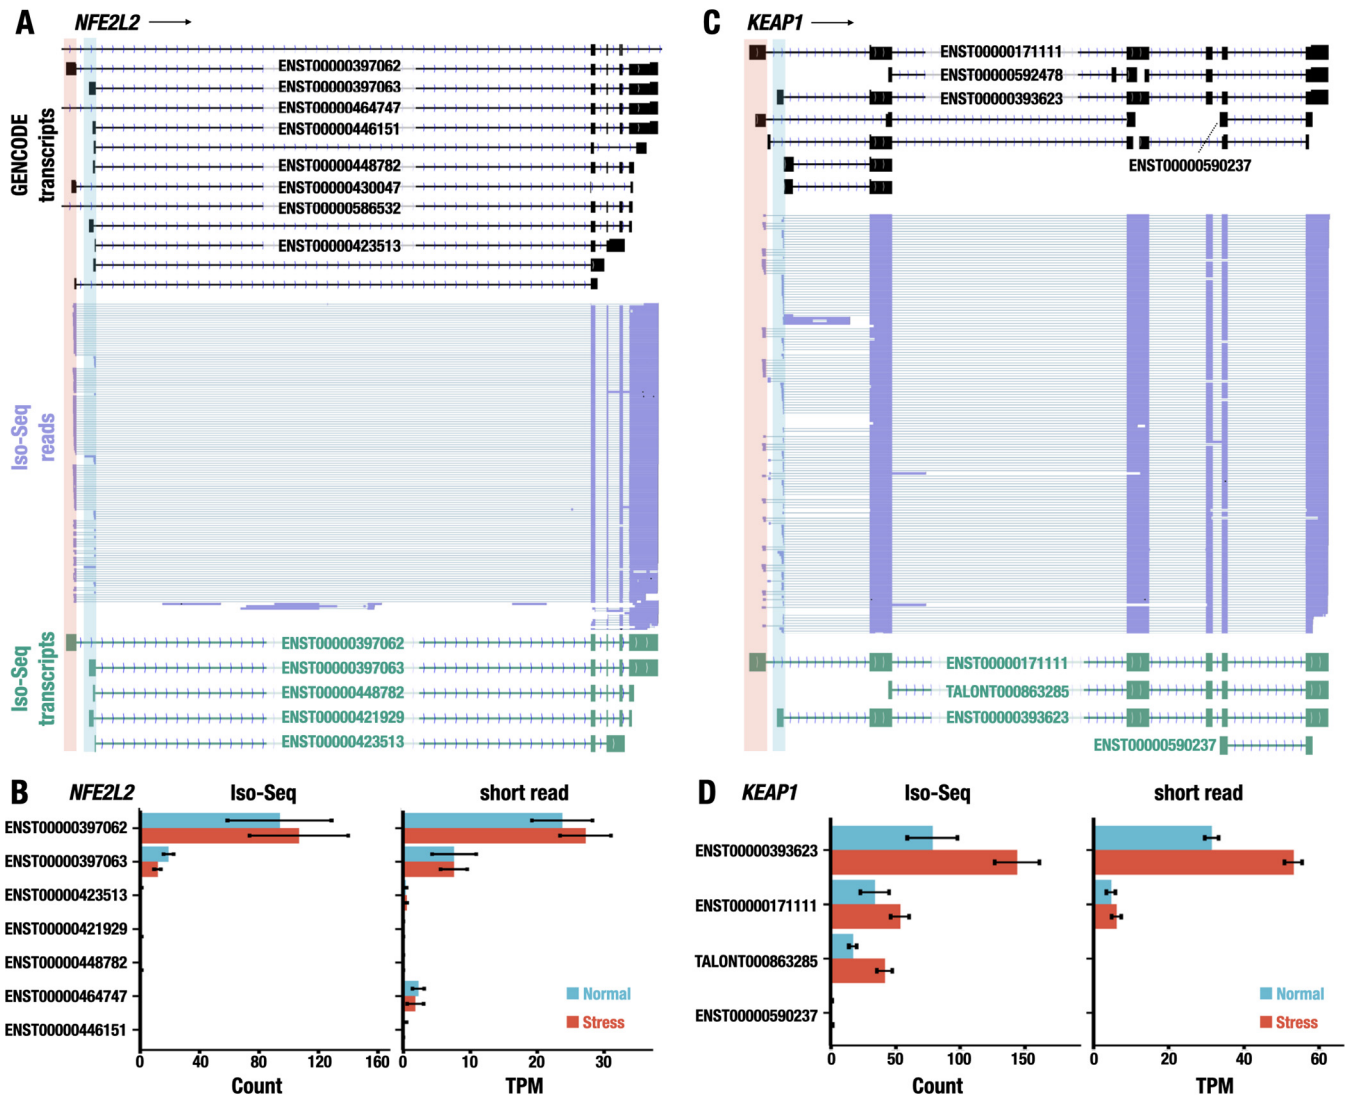 A NFE2L2
GENCODE
transcripts
ENST00000397062
ENST00000397063
ENST00000464747
ENST00000446151
ENST00000448782
ENST00000430047
ENST00000586532
ENST00000423513
Iso-Seq
reads
Iso-Seq
transcripts
ENST00000397062
ENST00000397063
ENST00000448782
ENST00000421929
ENST00000423513
C KEAP1
ENST00000171111
ENST00000592478
ENST00000393623
ENST00000590237
ENST00000171111
TALONT000863285
ENST00000393623
ENST00000590237
B NFE2L2 Iso-Seq short read
ENST00000397062
ENST00000397063
ENST00000423513
ENST00000421929
ENST00000448782
ENST00000464747
ENST00000446151
Normal
Stress
0 40 80 120 160
Count
0 10 20 30
TPM
D KEAP1 Iso-Seq short read
ENST00000393623
ENST00000171111
TALONT000863285
ENST00000590237
Normal
Stress
0 50 100 150
Count
0 20 40 60
TPM